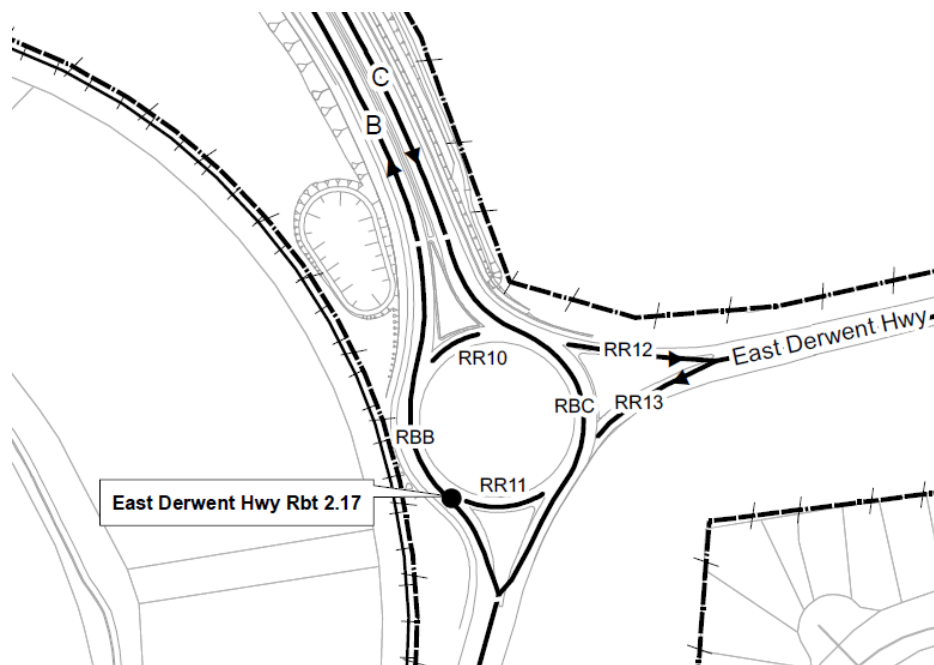 C
B
RR12
East Derwent Hwy
RR10
RBC
RR13
RBB
RR11
East Derwent Hwy Rbt 2.17